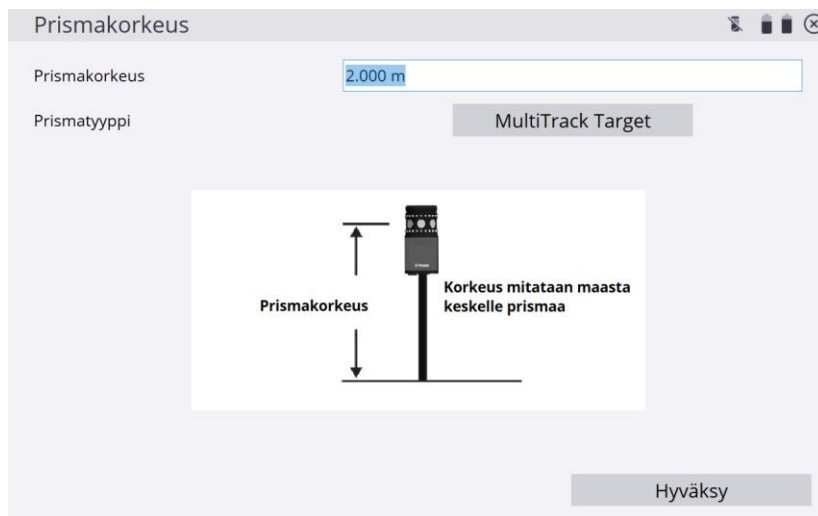 Prismakorkeus
Prismakorkeus
2.000 m
Prismatyyppi
MultiTrack Target
Prismakorkeus
Korkeus mitataan maasta
keskelle prismaa
Hyväksy